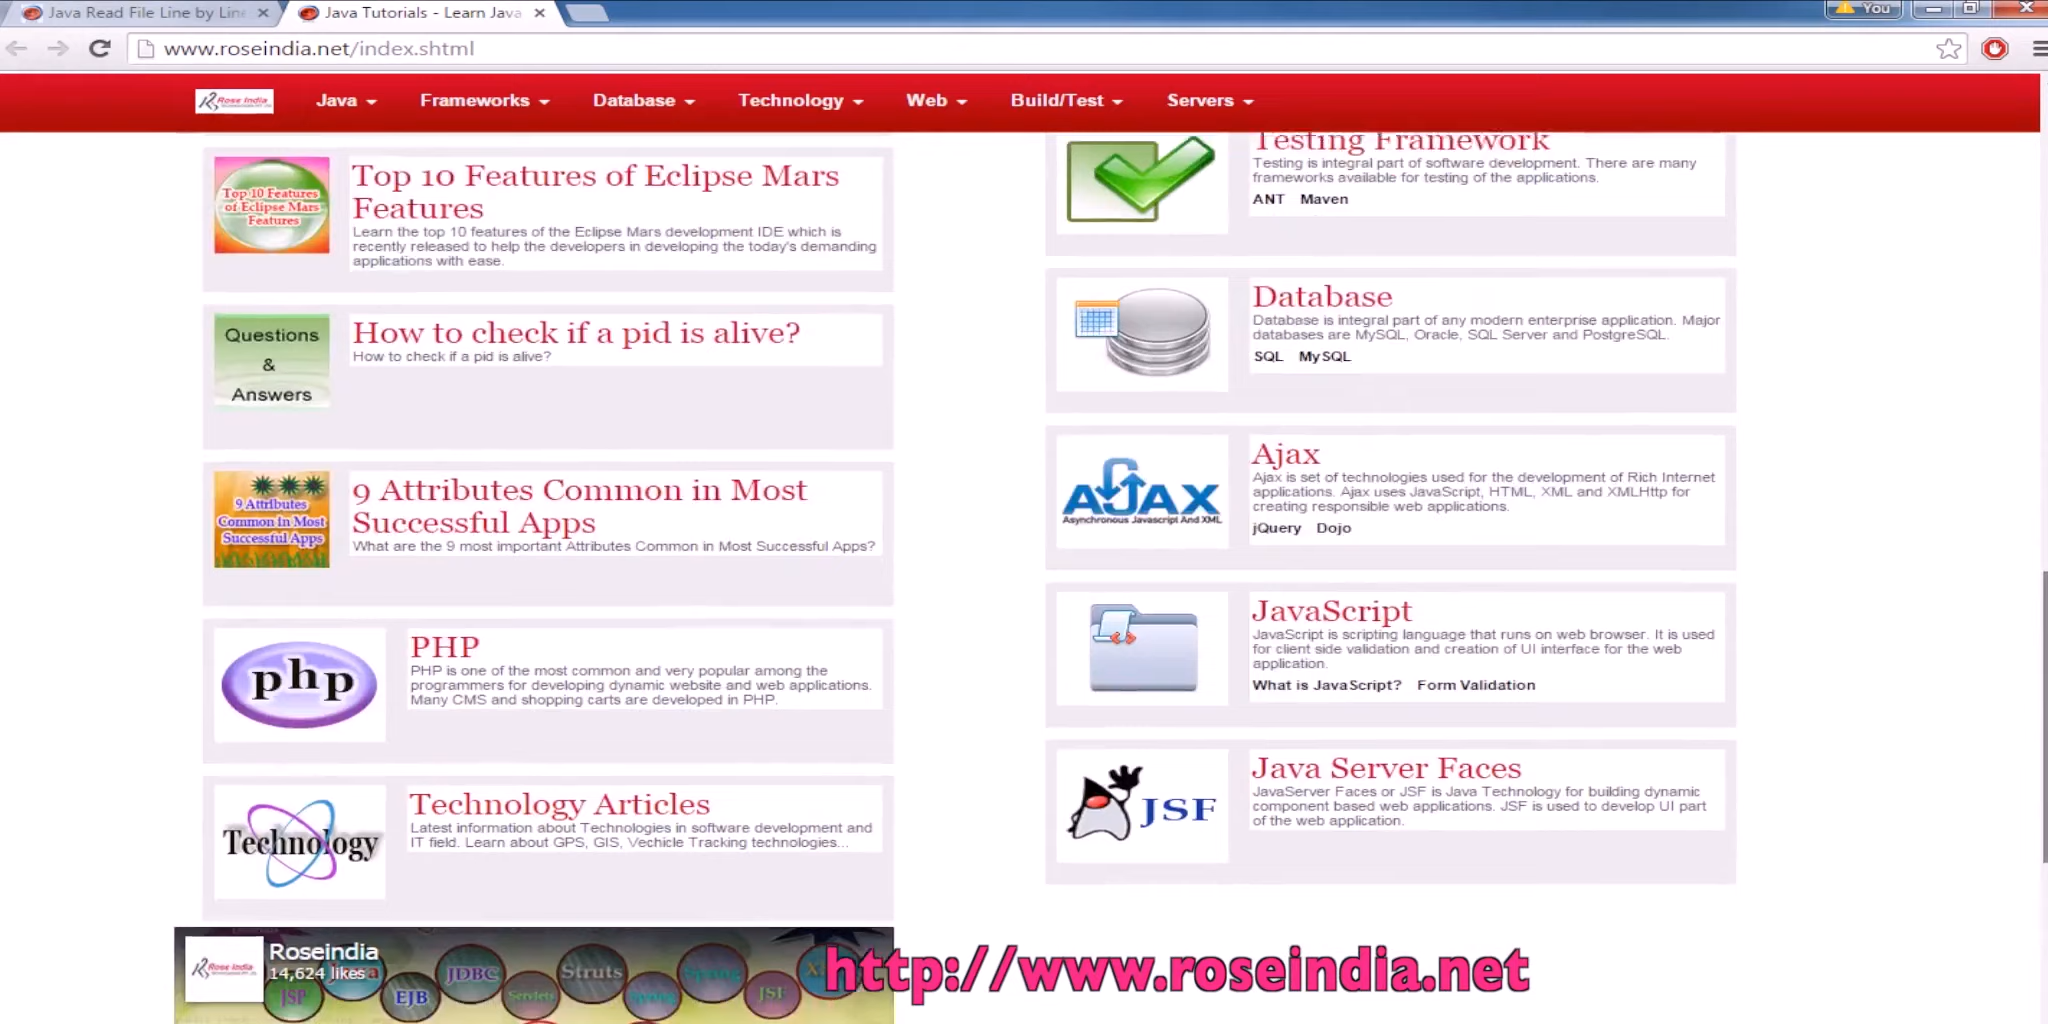 Java Read File Line by Line
Java Tutorials - Learn Java
You
www.roseindia.net/index.shtml
Rose India
Java
Frameworks
Database
Technology
Web
Build/Test
Servers
Top 10 Features
of Eclipse Mars
Features
Top 10 Features of Eclipse Mars
Features
Learn the top 10 features of the Eclipse Mars development IDE which is
recently released to help the developers in developing the today's demanding
applications with ease.
Questions
&
Answers
How to check if a pid is alive?
How to check if a pid is alive?
9 Attributes
Common in Most
Successful Apps
9 Attributes Common in Most
Successful Apps
What are the 9 most important Attributes Common in Most Successful Apps?
php
PHP
PHP is one of the most common and very popular among the
programmers for developing dynamic website and web applications.
Many CMS and shopping carts are developed in PHP.
Technology
Technology Articles
Latest information about Technologies in software development and
IT field. Learn about GPS, GIS, Vechicle Tracking technologies...
Testing Framework
Testing is integral part of software development. There are many
frameworks available for testing of the applications.
ANT Maven
Database
Database is integral part of any modern enterprise application. Major
databases are MySQL, Oracle, SQL Server and PostgreSQL.
SQL MySQL
AJAX
Asynchronous Javascript And XML
Ajax
Ajax is set of technologies used for the development of Rich Internet
applications. Ajax uses JavaScript, HTML, XML and XMLHttp for
creating responsible web applications.
jQuery Dojo
JavaScript
JavaScript is scripting language that runs on web browser. It is used
for client side validation and creation of UI interface for the web
application.
What is JavaScript? Form Validation
JSF
Java Server Faces
JavaServer Faces or JSF is Java Technology for building dynamic
component based web applications. JSF is used to develop UI part
of the web application.
Rose India
Roseindia
14,624 likes
JSP
EJB
JDBC
Servlets
Struts
Spring
JSF
http://www.roseindia.net